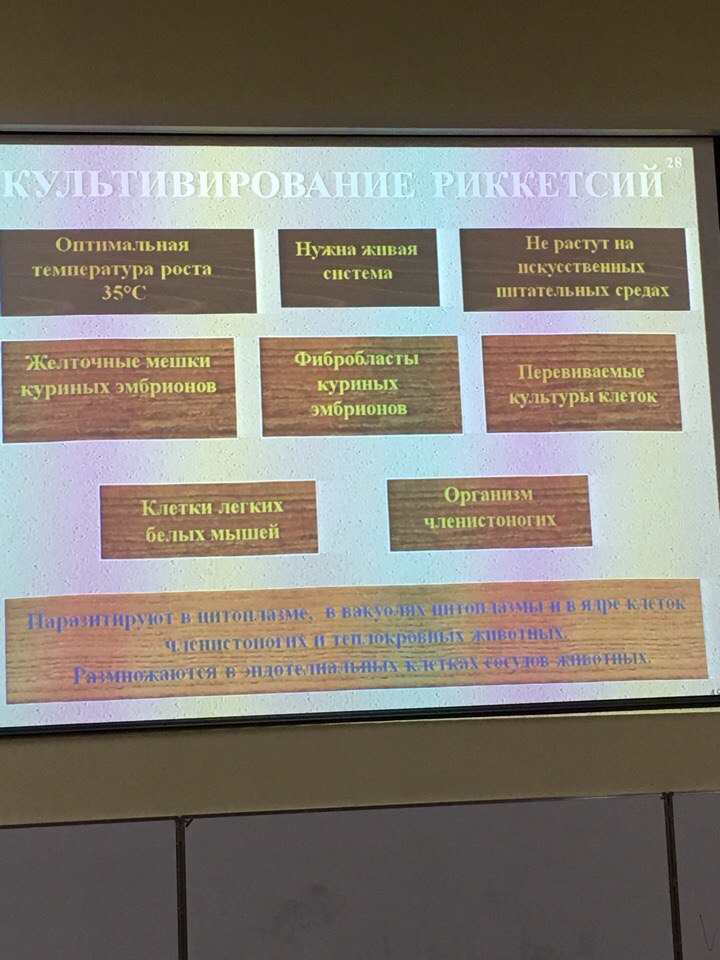 28
КУЛЬТИВИРОВАНИЕ РИККЕТСИЙ
Оптимальная
температура роста
35°С
Нужна живая
система
Не растут на
искусственных
питательных средах
Желточные мешки
куриных эмбрионов
Фибробласты
куриных
эмбрионов
Перевиваемые
культуры клеток
Клетки легких
белых мышей
Организм
членистоногих
Паразитируют в цитоплазме, в вакуолях цитоплазмы и в ядре клеток
членистоногих и теплокровных животных.
Размножаются в эндотелиальных клетках сосудов животных.